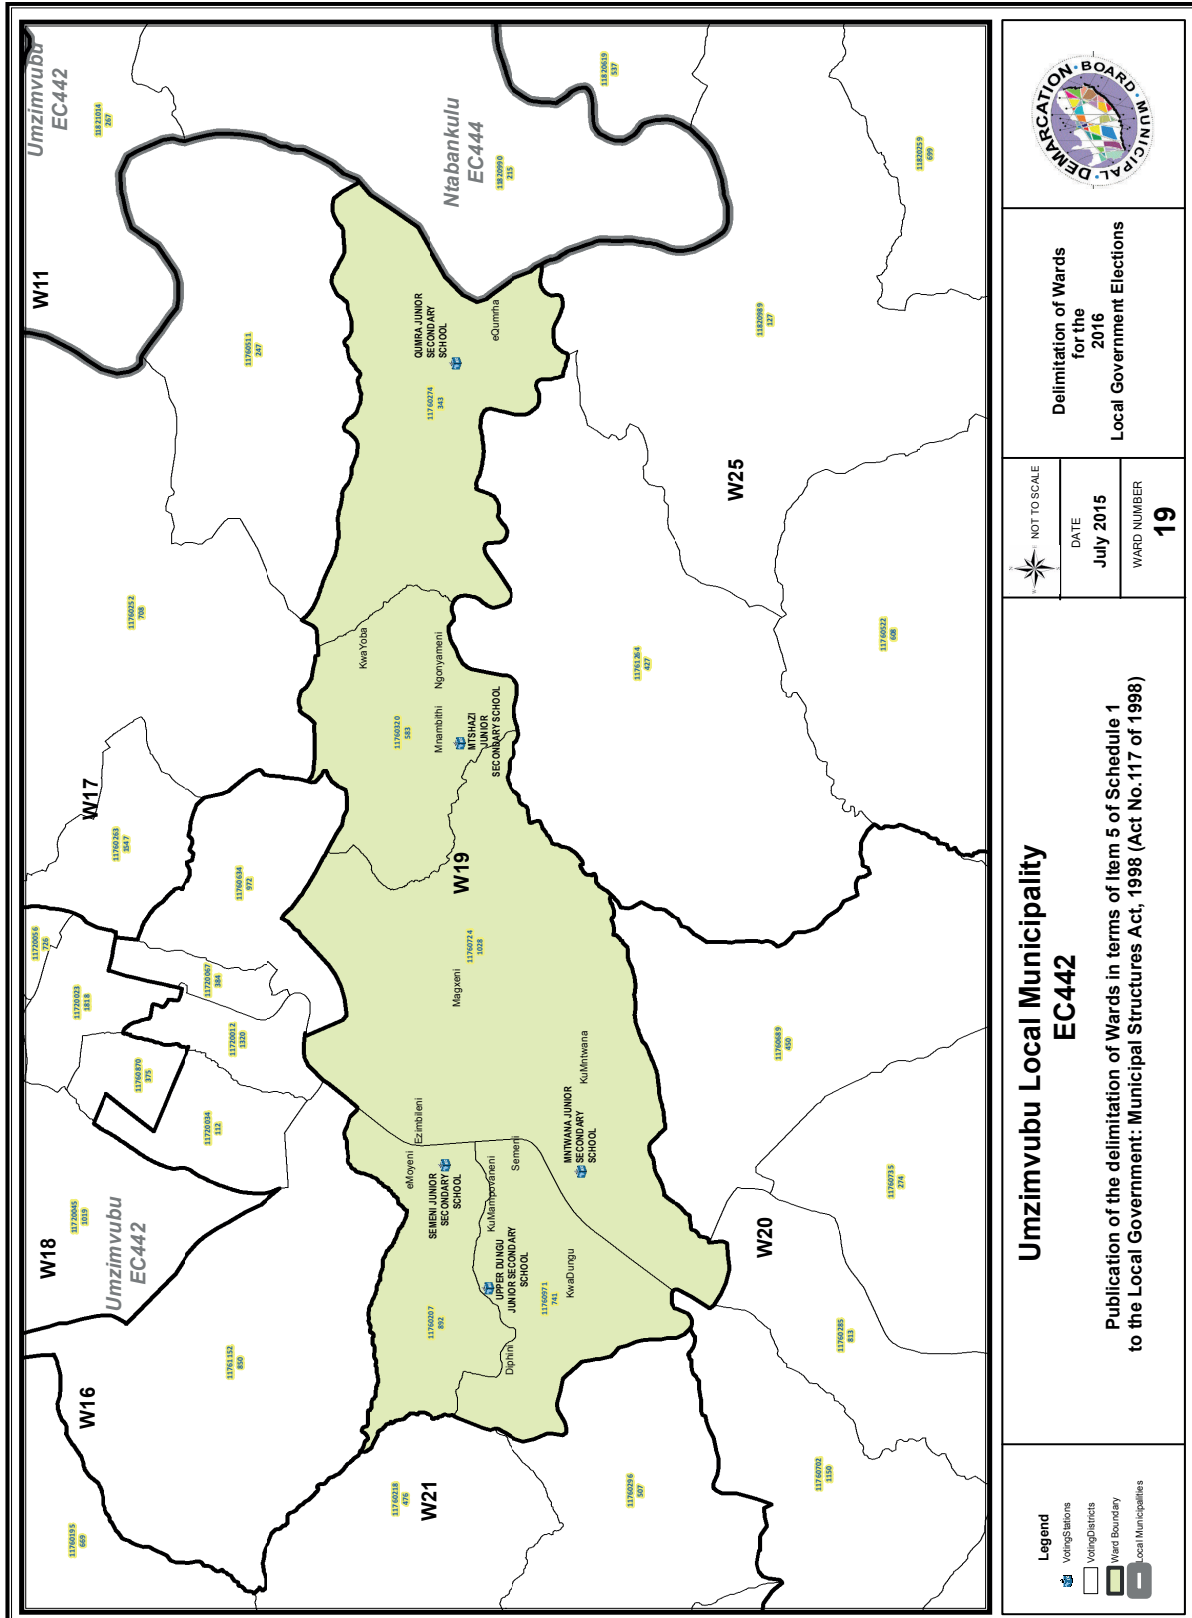 Umzimvubu
EC442
11821014
267
W11
Ntabankulu
EC444
11820990
215
11820619
537
11820259
699
11760511
247
QUMRA JUNIOR
SECONDARY
SCHOOL
eQumrha
11760274
343
11820989
127
W25
11760252
708
KwaYoba
Ngonyameni
Mnambithi
11760320
583
MTSHAZI
JUNIOR
SECONDARY SCHOOL
11761264
427
11760522
608
W17
11760263
1547
11760634
972
W19
11760724
1028
Magxeni
11720056
726
11720023
1818
11720067
384
11720012
1320
11760870
375
11720034
112
KuMntwana
MNTWANA JUNIOR
SECONDARY
SCHOOL
11760689
450
Ezimbileni
eMoyeni
SEMENI JUNIOR
SECONDARY
SCHOOL
Semeni
KuMampovaneni
UPPER DUNGU
JUNIOR SECONDARY
SCHOOL
KwaDungu
11760971
741
11760207
892
Diphini
11760735
274
W20
11760285
813
W18
11720045
1019
Umzimvubu
EC442
11761152
850
W16
11760195
669
11760218
476
W21
11760296
507
11760702
1150
Legend
VotingStations
VotingDistricts
Ward Boundary
Local Municipalities
Umzimvubu Local Municipality
EC442
Publication of the delimitation of Wards in terms of Item 5 of Schedule 1
to the Local Government: Municipal Structures Act, 1998 (Act No.117 of 1998)
NOT TO SCALE
DATE
July 2015
WARD NUMBER
19
Delimitation of Wards
for the
2016
Local Government Elections
MUNICIPAL • DEMARCATION • BOARD •